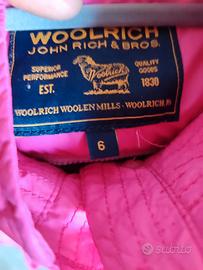 WOOLRICH
JOHN RICH & BROS.
SUPERIOR PERFORMANCE
QUALITY GOODS
Woolrich
EST.
1830
WOOLRICH WOOLEN MILLS · WOOLRICH
6
subito